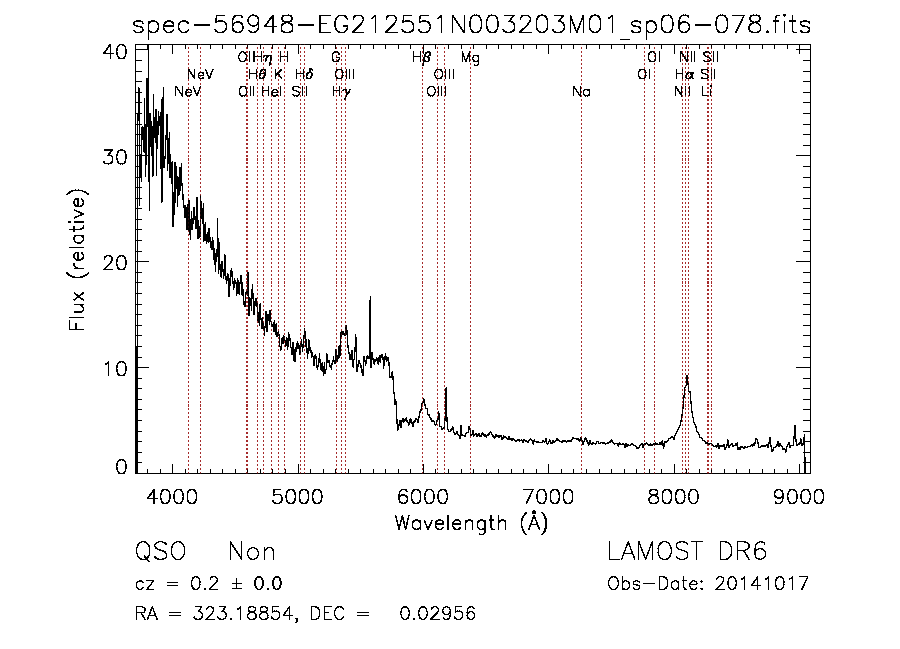 spec-56948-EG212551N003203M01_sp06-078.fits
OII Hη H G Hβ Mg OI NII SII
NeV Hθ K Hδ OIII OIII OI Hα SII
NeV OII HeI SII Hγ OIII Na NII LI
40
30
20
10
0
Flux (relative)
4000 5000 6000 7000 8000 9000
Wavelength (Å)
QSO Non LAMOST DR6
cz = 0.2 ± 0.0 Obs-Date: 20141017
RA = 323.18854, DEC = 0.02956